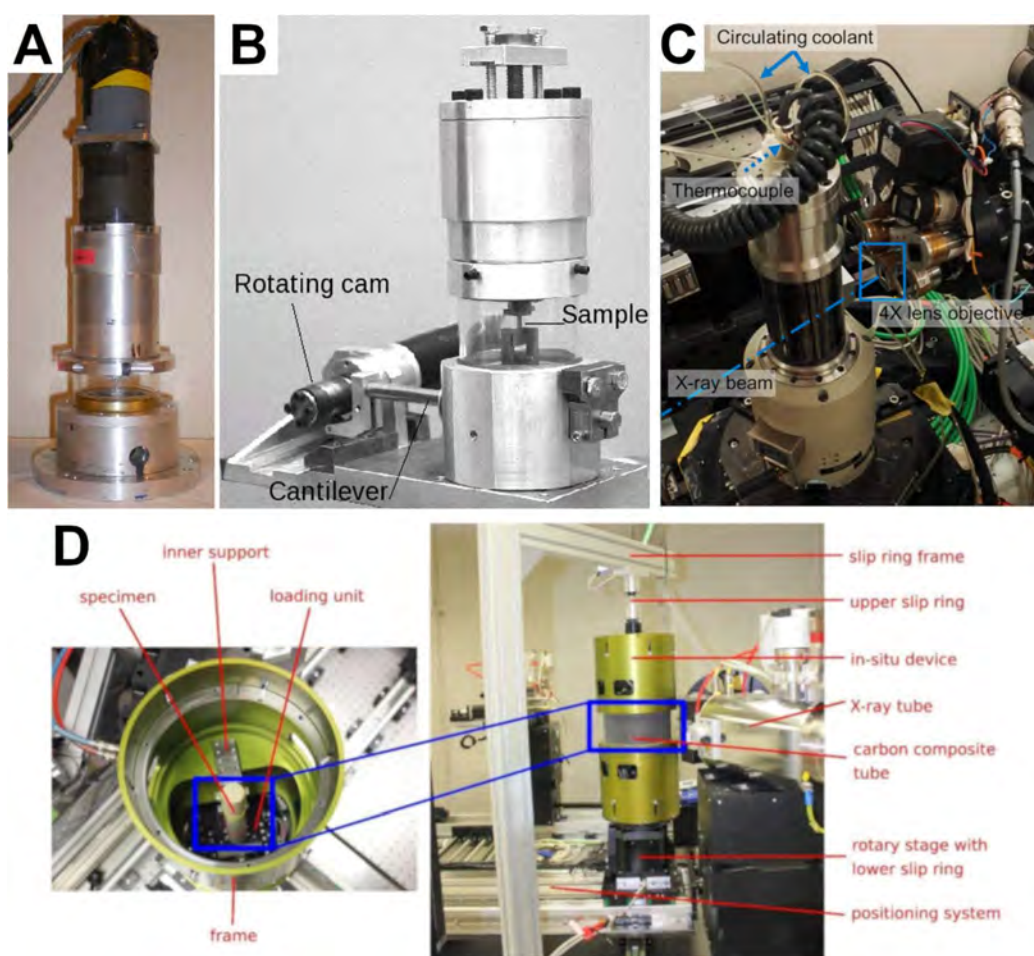 A
B
C
Circulating coolant
Thermocouple
4X lens objective
X-ray beam
Rotating cam
Sample
Cantilever
D
inner support
specimen
loading unit
frame
slip ring frame
upper slip ring
in-situ device
X-ray tube
carbon composite
tube
rotary stage with
lower slip ring
positioning system